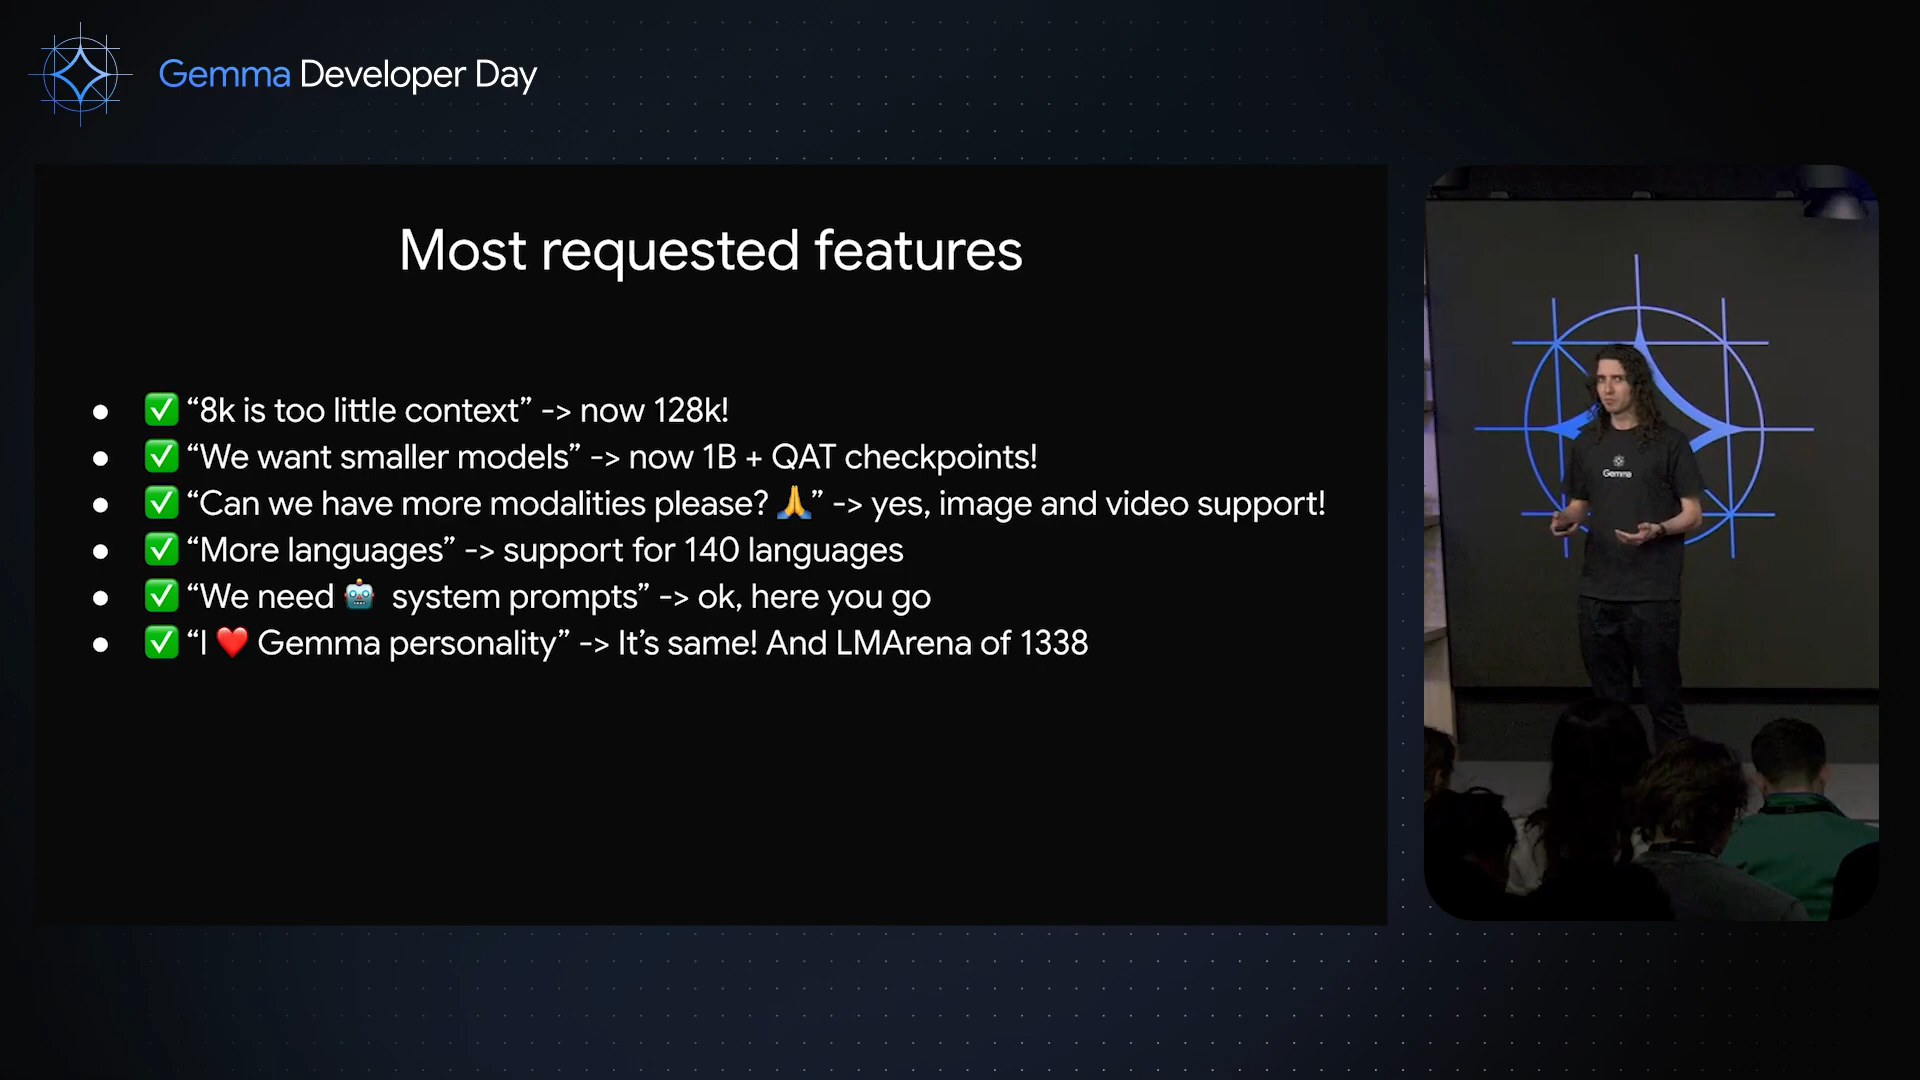 Gemma Developer Day
Most requested features
● ✅ “8k is too little context” -> now 128k!
● ✅ “We want smaller models” -> now 1B + QAT checkpoints!
● ✅ “Can we have more modalities please? 🙏” -> yes, image and video support!
● ✅ “More languages” -> support for 140 languages
● ✅ “We need 🤖 system prompts” -> ok, here you go
● ✅ “I ❤️ Gemma personality” -> It’s same! And LMArena of 1338
Gemma